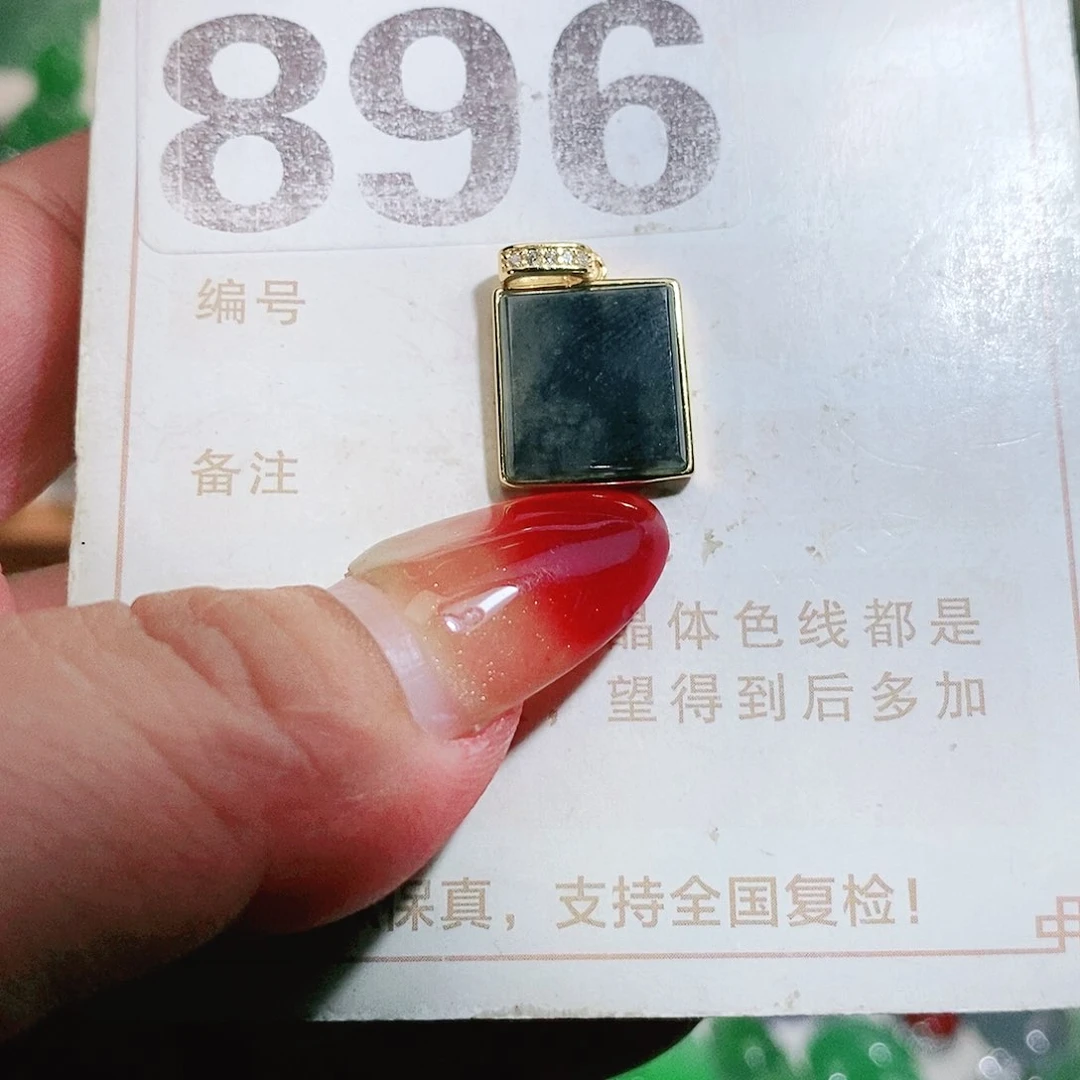 896
编号
备注
晶体色线都是
，望得到后多加
保真，支持全国复检！